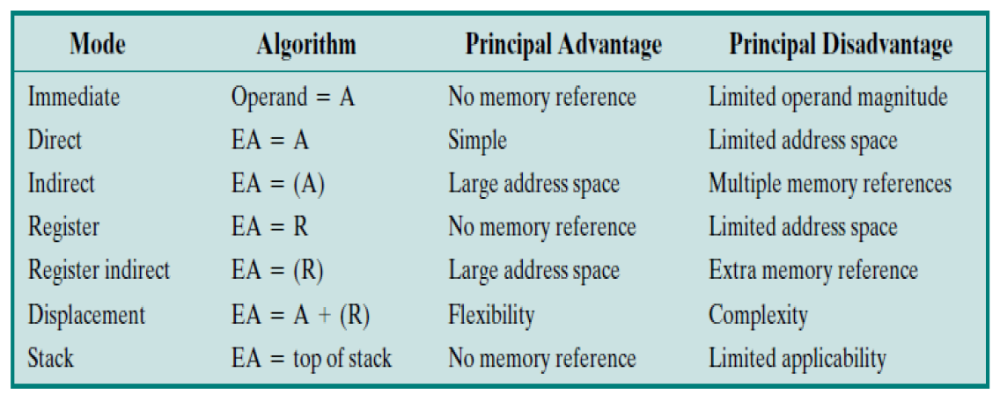 Mode Algorithm Principal Advantage Principal Disadvantage
Immediate Operand = A No memory reference Limited operand magnitude
Direct EA = A Simple Limited address space
Indirect EA = (A) Large address space Multiple memory references
Register EA = R No memory reference Limited address space
Register indirect EA = (R) Large address space Extra memory reference
Displacement EA = A + (R) Flexibility Complexity
Stack EA = top of stack No memory reference Limited applicability